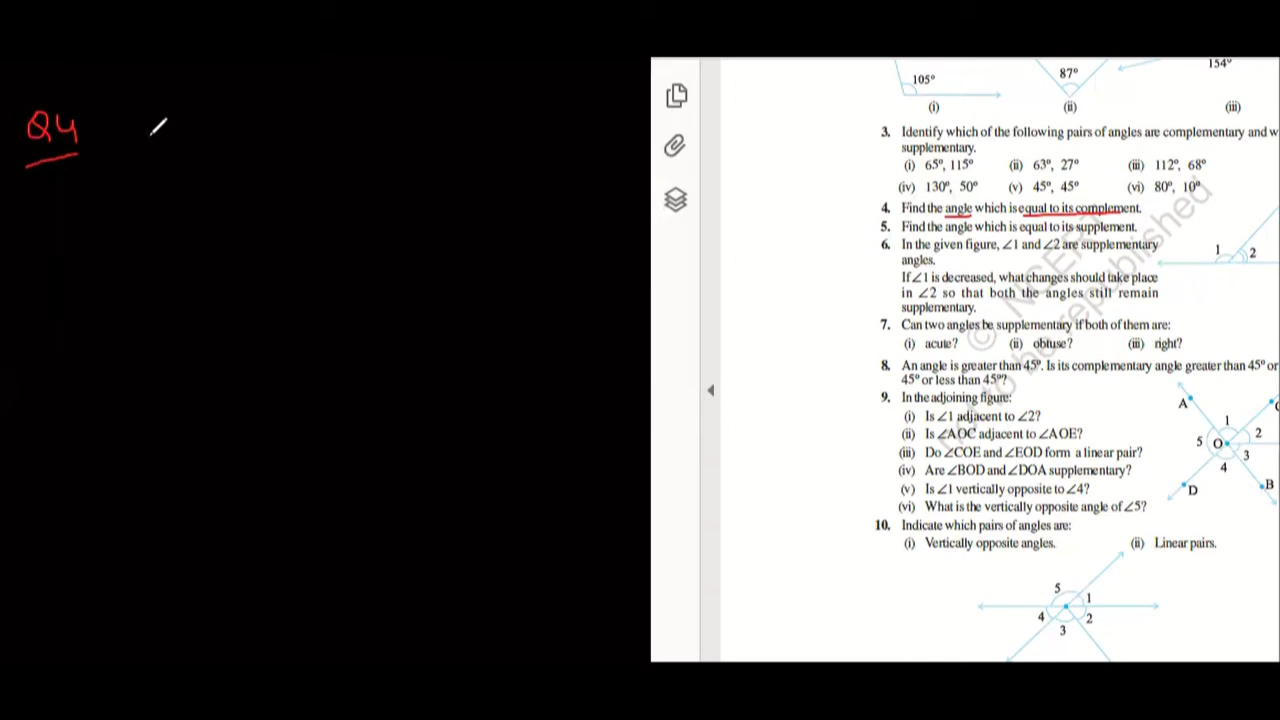 Q4
105° 87° 154°
(i) (ii) (iii)
3. Identify which of the following pairs of angles are complementary and w
supplementary.
(i) 65°, 115° (ii) 63°, 27° (iii) 112°, 68°
(iv) 130°, 50° (v) 45°, 45° (vi) 80°, 10°
4. Find the angle which is equal to its complement.
5. Find the angle which is equal to its supplement.
6. In the given figure, ∠1 and ∠2 are supplementary
angles.
1 2
If ∠1 is decreased, what changes should take place
in ∠2 so that both the angles still remain
supplementary.
7. Can two angles be supplementary if both of them are:
(i) acute? (ii) obtuse? (iii) right?
8. An angle is greater than 45°. Is its complementary angle greater than 45° or
45° or less than 45°?
9. In the adjoining figure:
(i) Is ∠1 adjacent to ∠2?
(ii) Is ∠AOC adjacent to ∠AOE?
(iii) Do ∠COE and ∠EOD form a linear pair?
(iv) Are ∠BOD and ∠DOA supplementary?
(v) Is ∠1 vertically opposite to ∠4?
(vi) What is the vertically opposite angle of ∠5?
A
1
2
5 O
3
4
D B
10. Indicate which pairs of angles are:
(i) Vertically opposite angles. (ii) Linear pairs.
5
1
4 2
3
© NCERT
not to be republished